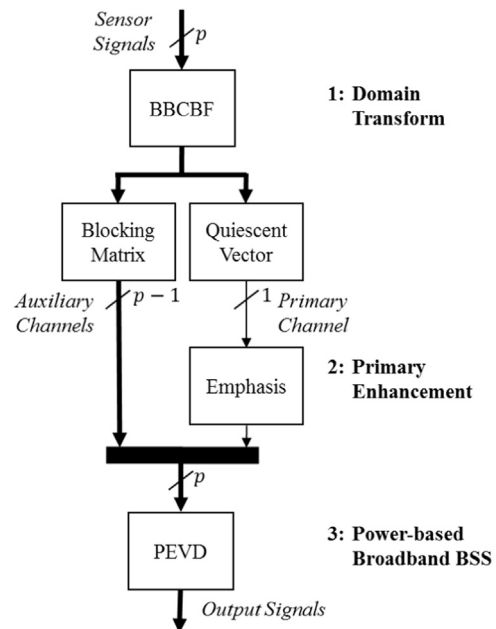 Sensor
Signals
p
BBCBF
1: Domain
Transform
Blocking
Matrix
Quiescent
Vector
Auxiliary
Channels
p − 1
1
Primary
Channel
Emphasis
2: Primary
Enhancement
p
PEVD
3: Power-based
Broadband BSS
Output Signals